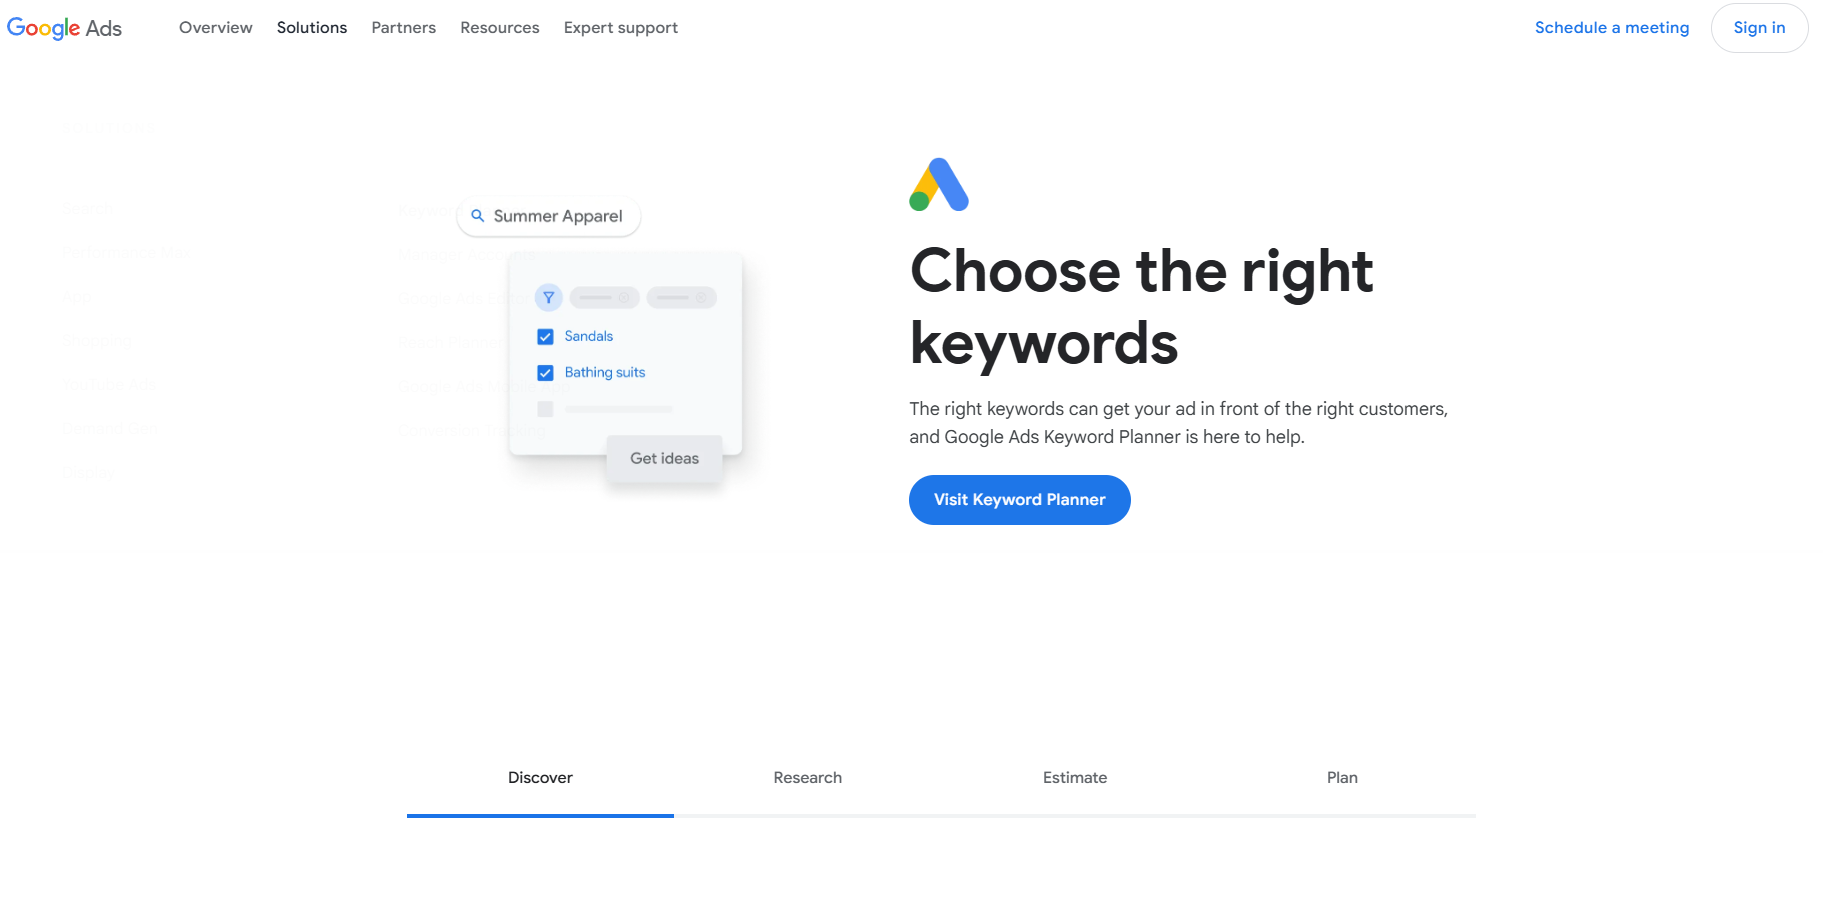 Google Ads
Overview
Solutions
Partners
Resources
Expert support
Schedule a meeting
Sign in
Summer Apparel
Sandals
Bathing suits
Get ideas
Choose the right
keywords
The right keywords can get your ad in front of the right customers,
and Google Ads Keyword Planner is here to help.
Visit Keyword Planner
Discover
Research
Estimate
Plan